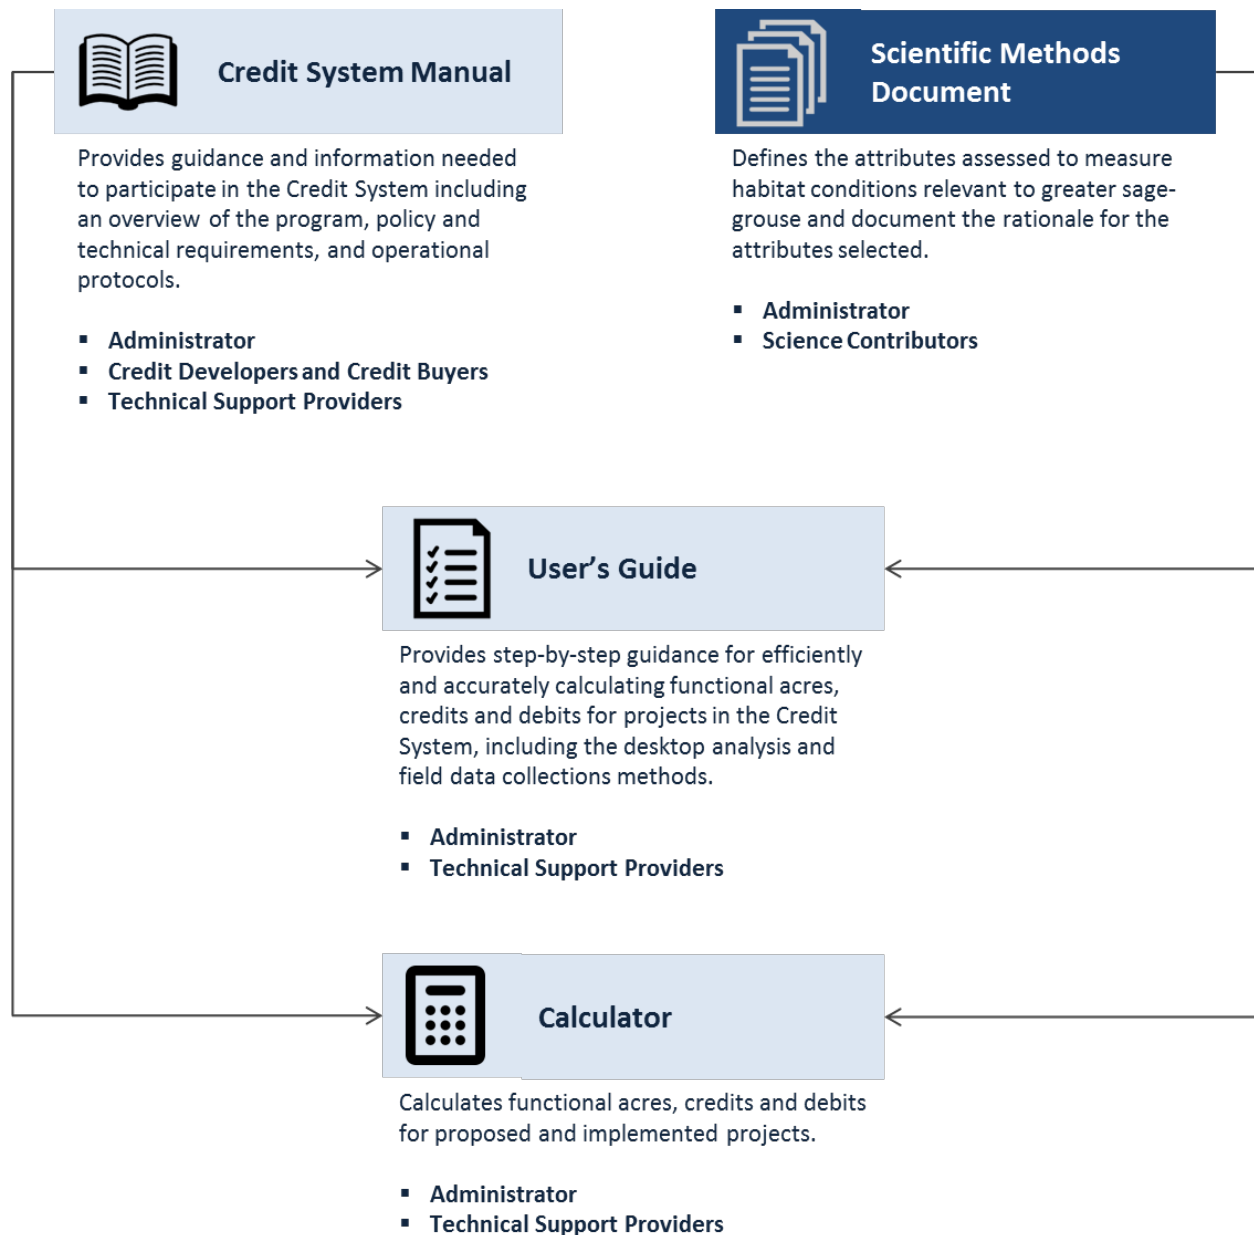 Credit System Manual
Provides guidance and information needed
to participate in the Credit System including
an overview of the program, policy and
technical requirements, and operational
protocols.
▪ Administrator
▪ Credit Developers and Credit Buyers
▪ Technical Support Providers
Scientific Methods
Document
Defines the attributes assessed to measure
habitat conditions relevant to greater sage-
grouse and document the rationale for the
attributes selected.
▪ Administrator
▪ Science Contributors
User’s Guide
Provides step-by-step guidance for efficiently
and accurately calculating functional acres,
credits and debits for projects in the Credit
System, including the desktop analysis and
field data collections methods.
▪ Administrator
▪ Technical Support Providers
Calculator
Calculates functional acres, credits and debits
for proposed and implemented projects.
▪ Administrator
▪ Technical Support Providers